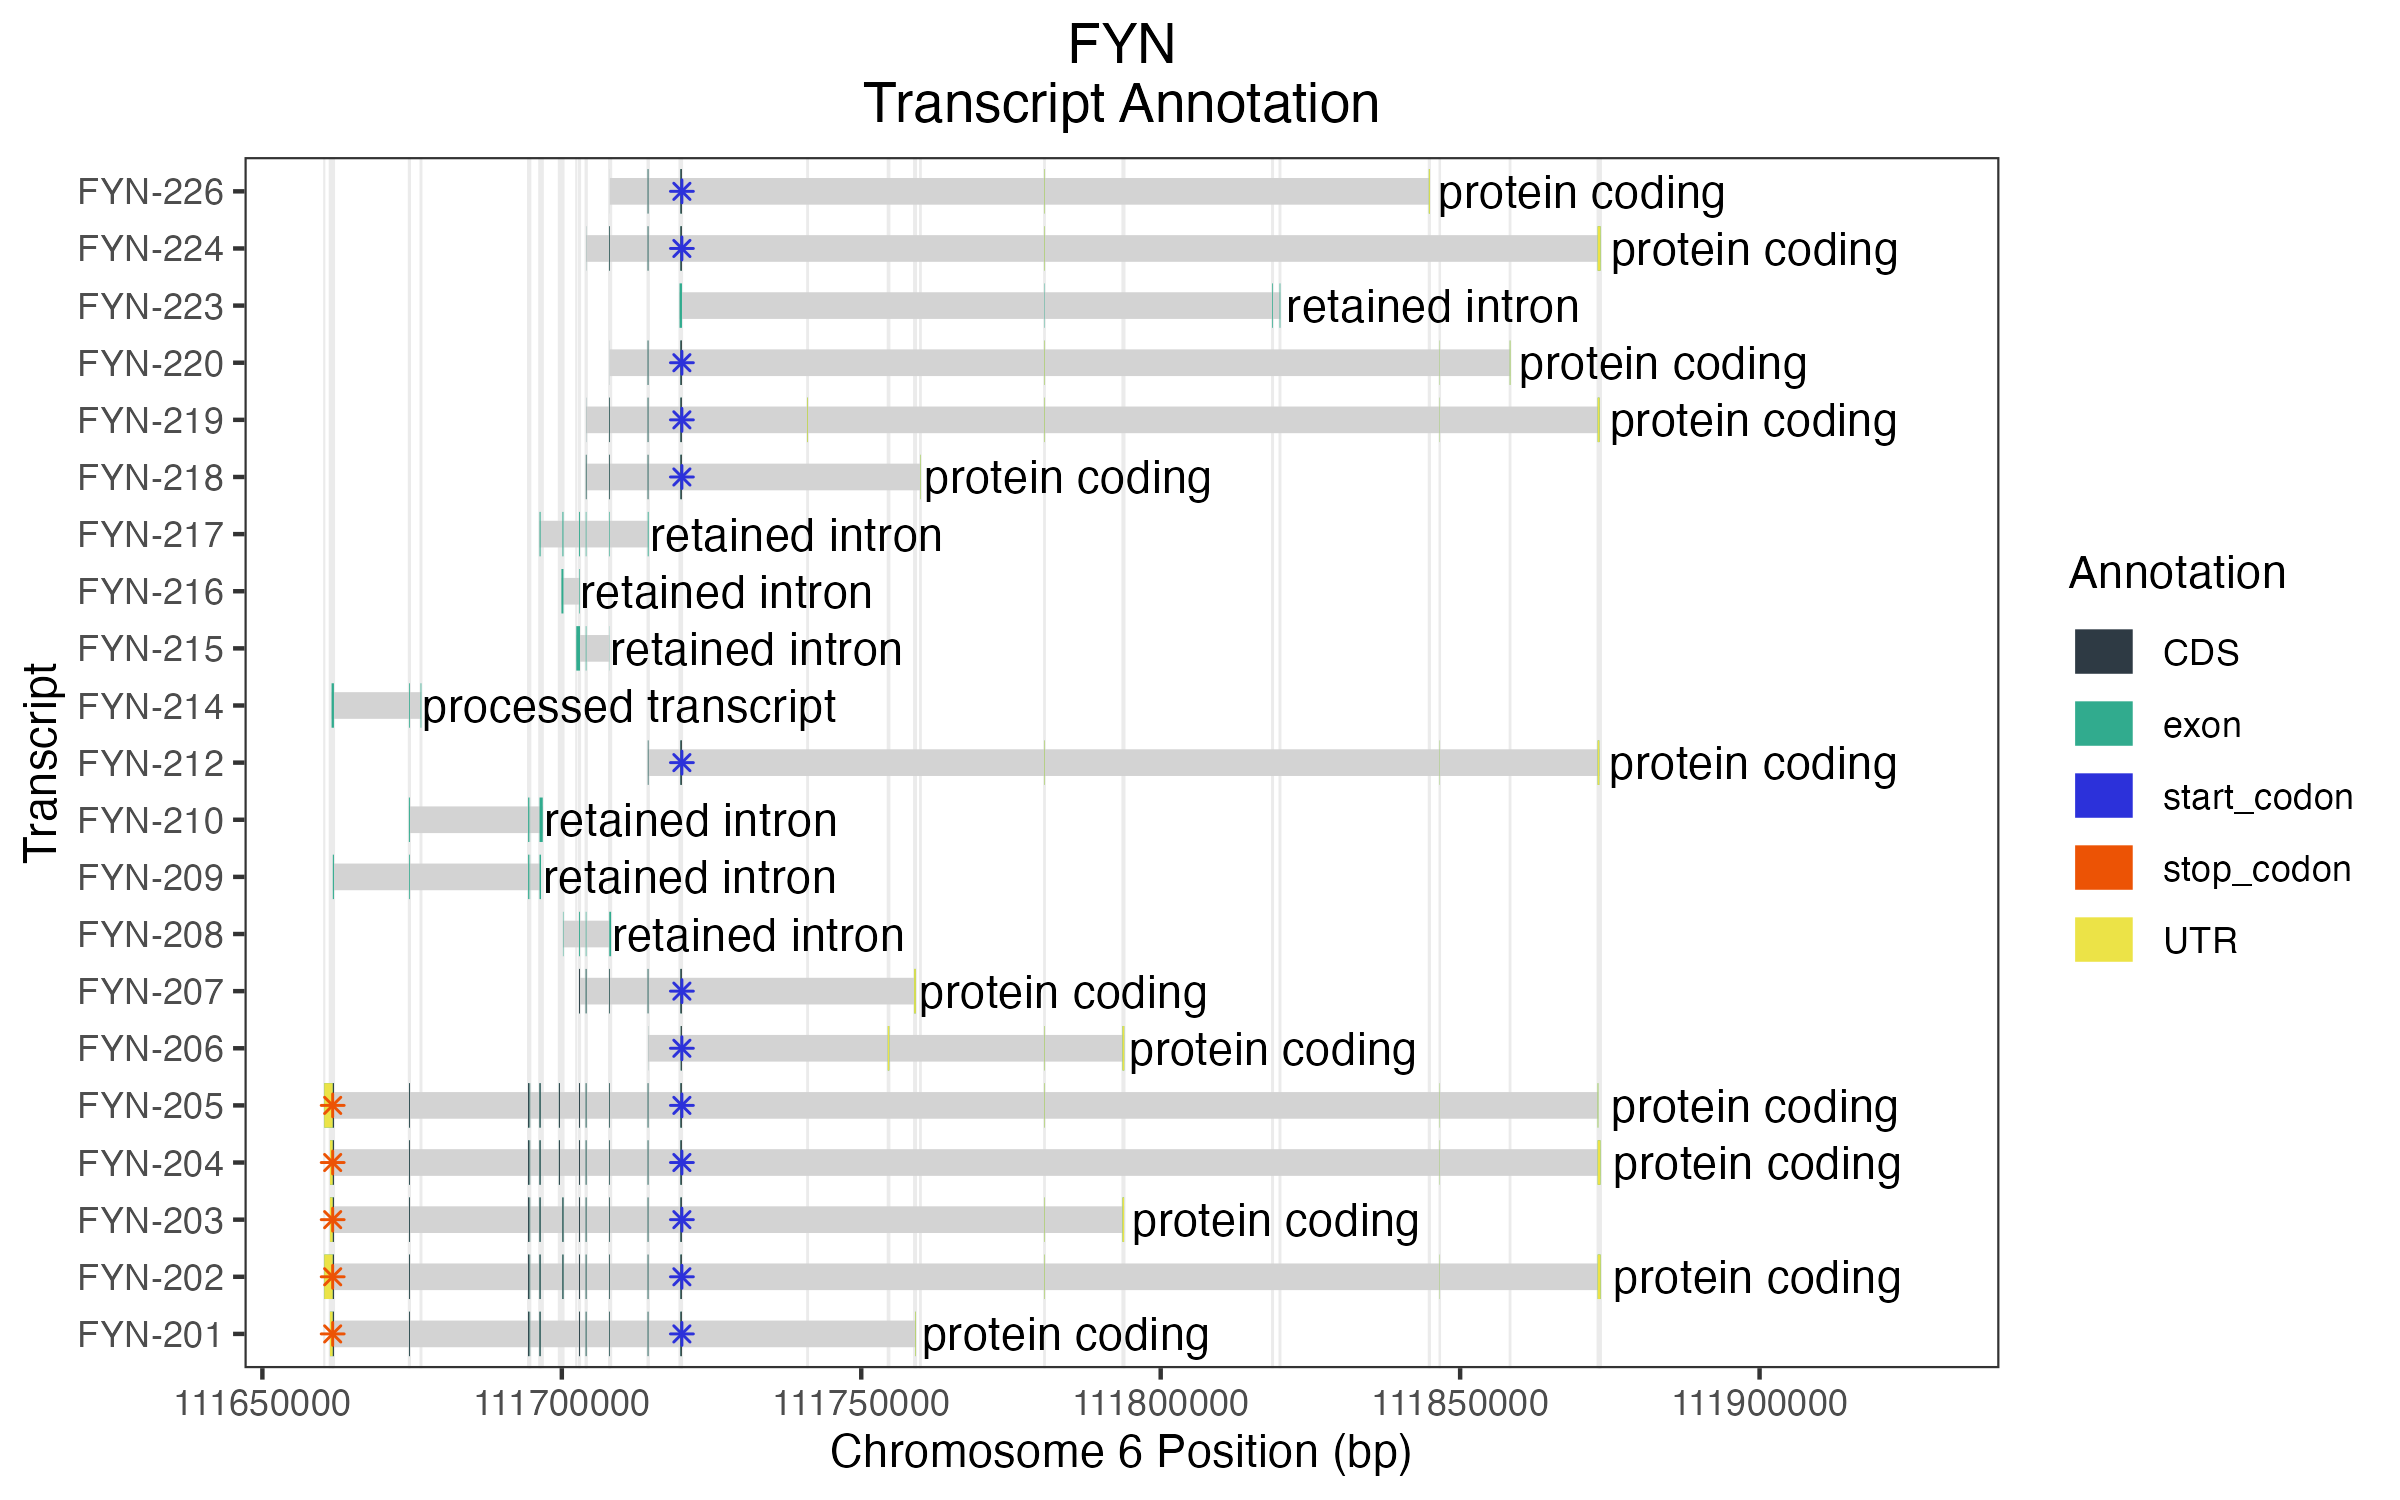 FYN
Transcript Annotation
FYN-226 protein coding
FYN-224 protein coding
FYN-223 retained intron
FYN-220 protein coding
FYN-219 protein coding
FYN-218 protein coding
FYN-217 retained intron
FYN-216 retained intron
FYN-215 retained intron
FYN-214 processed transcript
FYN-212 protein coding
FYN-210 retained intron
FYN-209 retained intron
FYN-208 retained intron
FYN-207 protein coding
FYN-206 protein coding
FYN-205 protein coding
FYN-204 protein coding
FYN-203 protein coding
FYN-202 protein coding
FYN-201 protein coding
Transcript
111650000 111700000 111750000 111800000 111850000 111900000
Chromosome 6 Position (bp)
Annotation
CDS
exon
start_codon
stop_codon
UTR